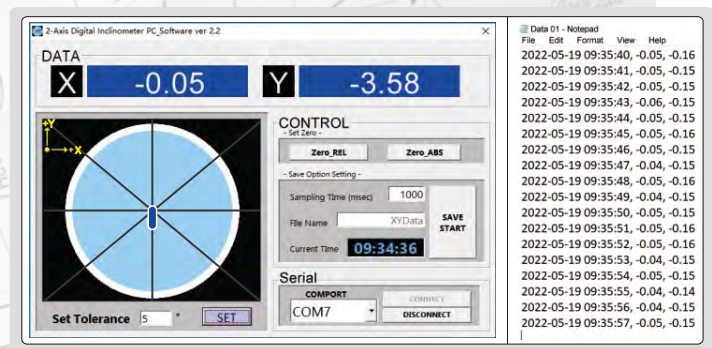 2-Axis Digital Inclinometer PC_Software ver 2.2
DATA
X -0.05 Y -3.58
+Y
+X
Set Tolerance 5 ° SET
CONTROL
- Set Zero -
Zero_REL Zero_ABS
- Save Option Setting -
Sampling Time (msec) 1000
File Name XYData
Current Time 09:34:36
SAVE
START
Serial
COMPORT
COM7
CONNECT
DISCONNECT
Data 01 - Notepad
File Edit Format View Help
2022-05-19 09:35:40, -0.05, -0.16
2022-05-19 09:35:41, -0.05, -0.15
2022-05-19 09:35:42, -0.05, -0.15
2022-05-19 09:35:43, -0.06, -0.15
2022-05-19 09:35:44, -0.05, -0.15
2022-05-19 09:35:45, -0.05, -0.16
2022-05-19 09:35:46, -0.05, -0.15
2022-05-19 09:35:47, -0.04, -0.15
2022-05-19 09:35:48, -0.05, -0.16
2022-05-19 09:35:49, -0.04, -0.15
2022-05-19 09:35:50, -0.05, -0.15
2022-05-19 09:35:51, -0.05, -0.16
2022-05-19 09:35:52, -0.05, -0.16
2022-05-19 09:35:53, -0.04, -0.15
2022-05-19 09:35:54, -0.05, -0.15
2022-05-19 09:35:55, -0.04, -0.14
2022-05-19 09:35:56, -0.04, -0.15
2022-05-19 09:35:57, -0.05, -0.15